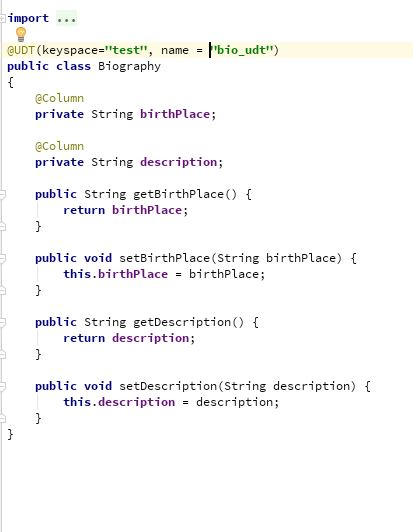 import ...
@UDT(keyspace="test", name = "bio_udt")
public class Biography
{
    @Column
    private String birthPlace;
    @Column
    private String description;
    public String getBirthPlace() {
        return birthPlace;
    }
    public void setBirthPlace(String birthPlace) {
        this.birthPlace = birthPlace;
    }
    public String getDescription() {
        return description;
    }
    public void setDescription(String description) {
        this.description = description;
    }
}